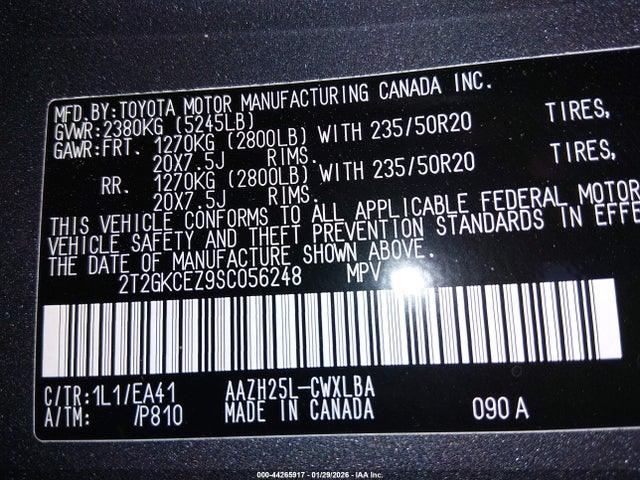 MFD.BY:TOYOTA MOTOR MANUFACTURING CANADA INC.
GVWR:2380KG (5245LB)
GAWR:FRT. 1270KG (2800LB) WITH 235/50R20 TIRES,
20X7.5J RIMS.
RR. 1270KG (2800LB) WITH 235/50R20 TIRES,
20X7.5J RIMS.
THIS VEHICLE CONFORMS TO ALL APPLICABLE FEDERAL MOTOR
VEHICLE SAFETY AND THEFT PREVENTION STANDARDS IN EFFE
THE DATE OF MANUFACTURE SHOWN ABOVE.
2T2GKCEZ9SC056248 MPV
C/TR:1L1/EA41 AAZH25L-CWXLBA
A/TM: /P810 MADE IN CANADA 090 A
000-44265917 - 01/29/2026 - IAA Inc.